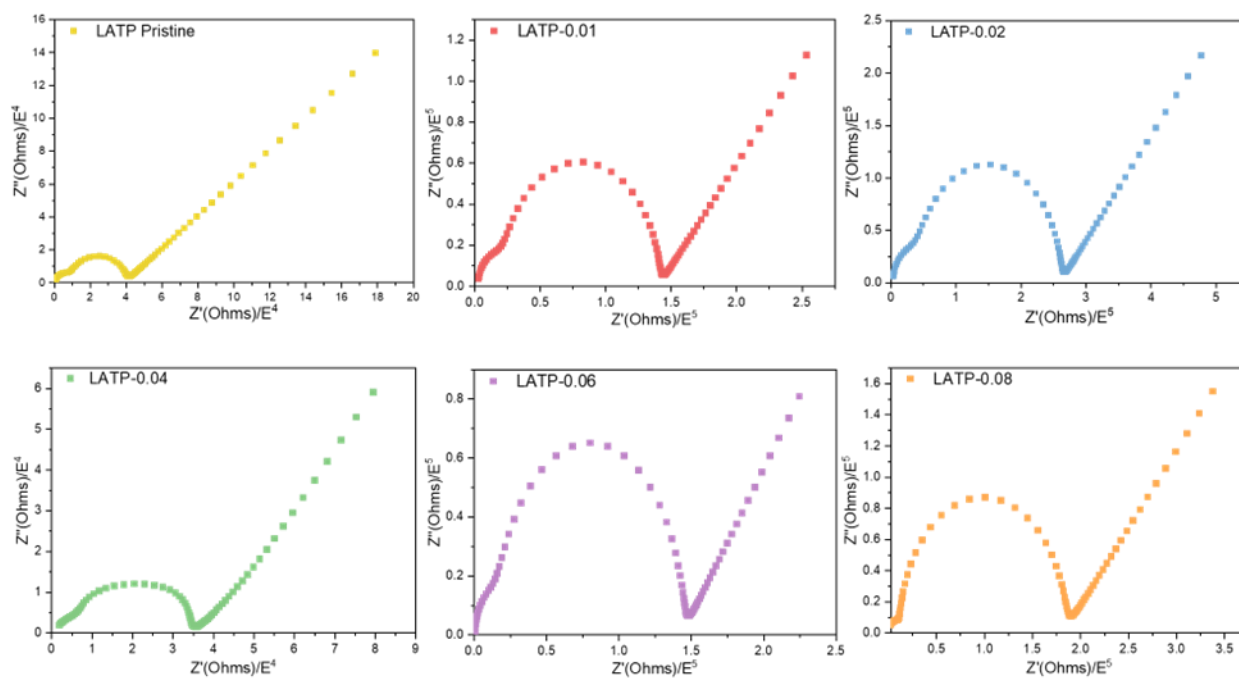 LATP Pristine
16
14
12
10
8
6
4
2
0
Z''(Ohms)/E⁴
0 2 4 6 8 10 12 14 16 18 20
Z'(Ohms)/E⁴
LATP-0.01
1.2
1.0
0.8
0.6
0.4
0.2
0.0
Z''(Ohms)/E⁵
0.0 0.5 1.0 1.5 2.0 2.5
Z'(Ohms)/E⁵
LATP-0.02
2.5
2.0
1.5
1.0
0.5
0.0
Z''(Ohms)/E⁵
0 1 2 3 4 5
Z'(Ohms)/E⁵
LATP-0.04
6
5
4
3
2
1
0
Z''(Ohms)/E⁴
0 1 2 3 4 5 6 7 8 9
Z'(Ohms)/E⁴
LATP-0.06
0.8
0.6
0.4
0.2
0.0
Z''(Ohms)/E⁵
0.0 0.5 1.0 1.5 2.0 2.5
Z'(Ohms)/E⁵
LATP-0.08
1.6
1.4
1.2
1.0
0.8
0.6
0.4
0.2
0.0
Z''(Ohms)/E⁵
0.5 1.0 1.5 2.0 2.5 3.0 3.5
Z'(Ohms)/E⁵